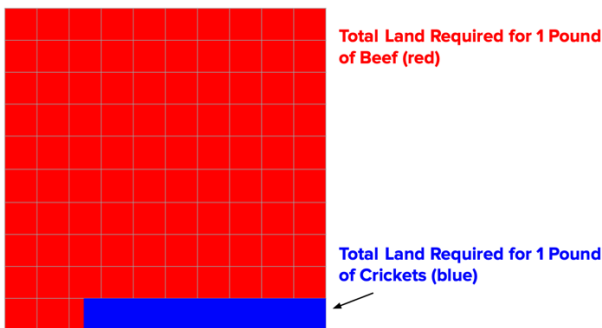 Total Land Required for 1 Pound
of Beef (red)
Total Land Required for 1 Pound
of Crickets (blue)